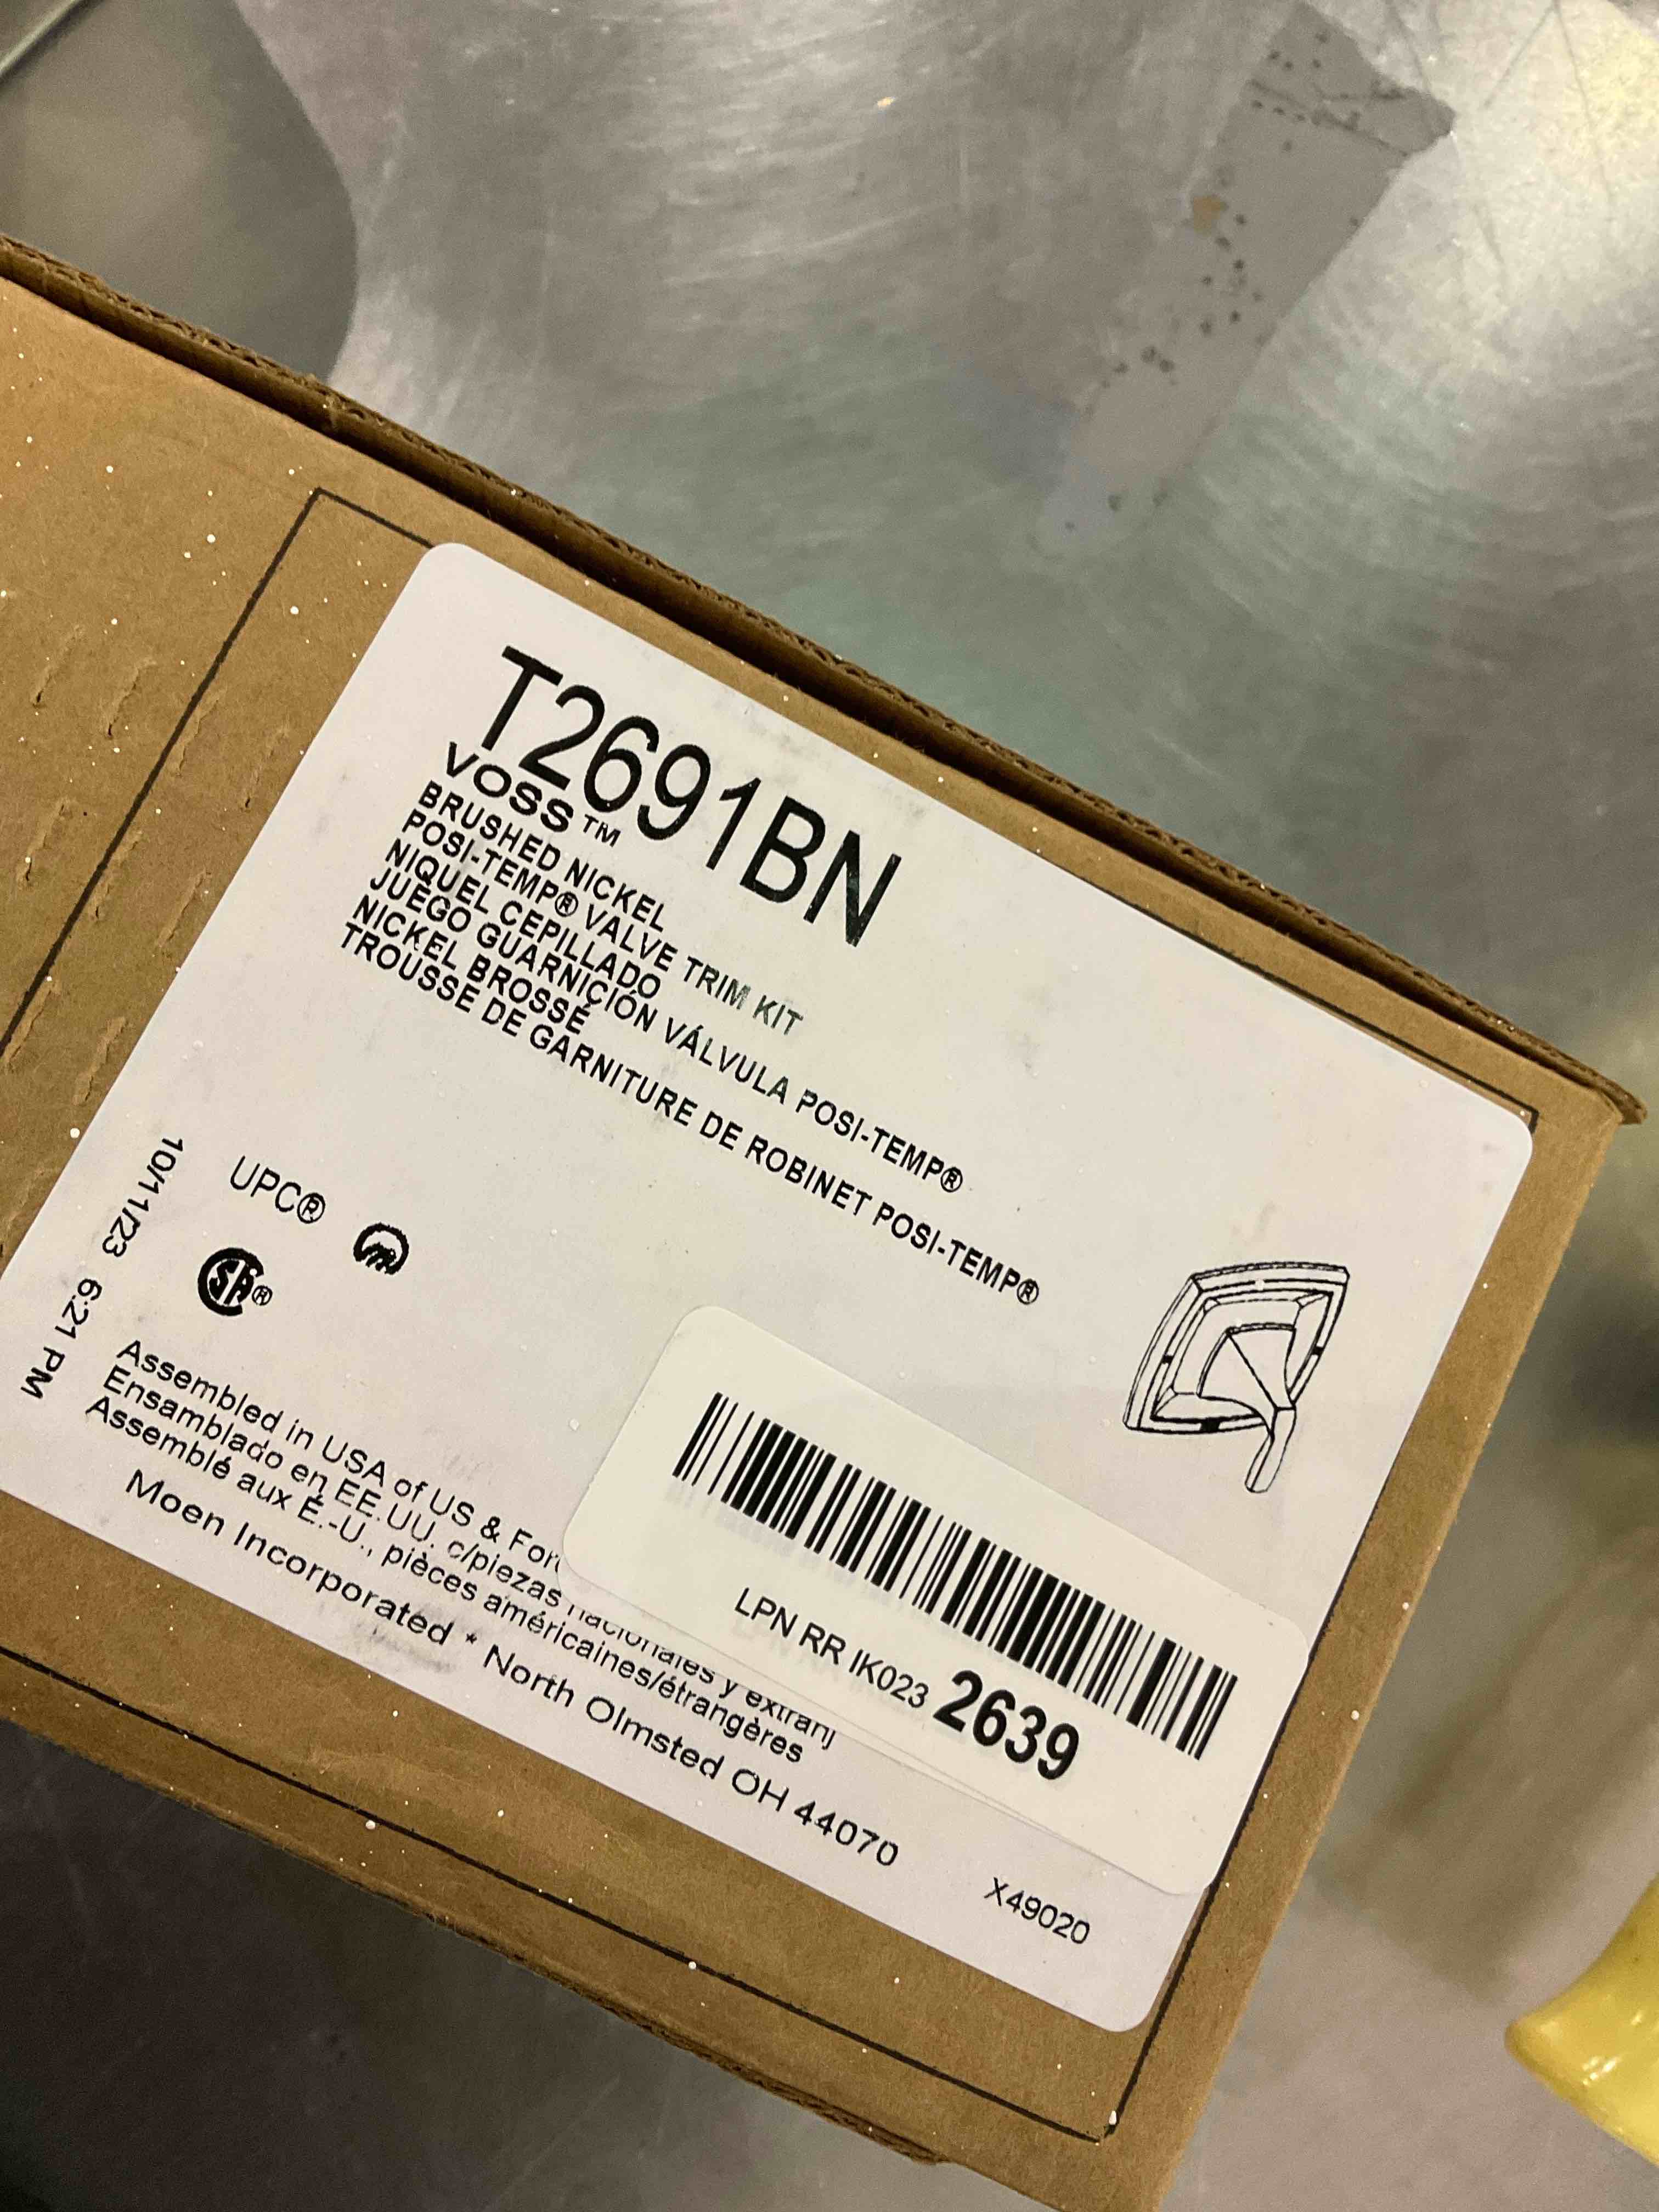 T2691BN
VOSS™
BRUSHED NICKEL
POSI-TEMP® VALVE TRIM KIT
NIQUEL CEPILLADO
JUEGO GUARNICIÓN VÁLVULA POSI-TEMP®
NICKEL BROSSÉ
TROUSSE DE GARNITURE DE ROBINET POSI-TEMP®
10/11/23 6:21 PM
UPC®
®
Assembled in USA of US & For
Ensamblado en EE.UU. c/piezas nacionales y extranj
Assemblé aux É.-U., pièces américaines/étrangères
Moen Incorporated * North Olmsted OH 44070
LPN RR IK023 2639
X49020